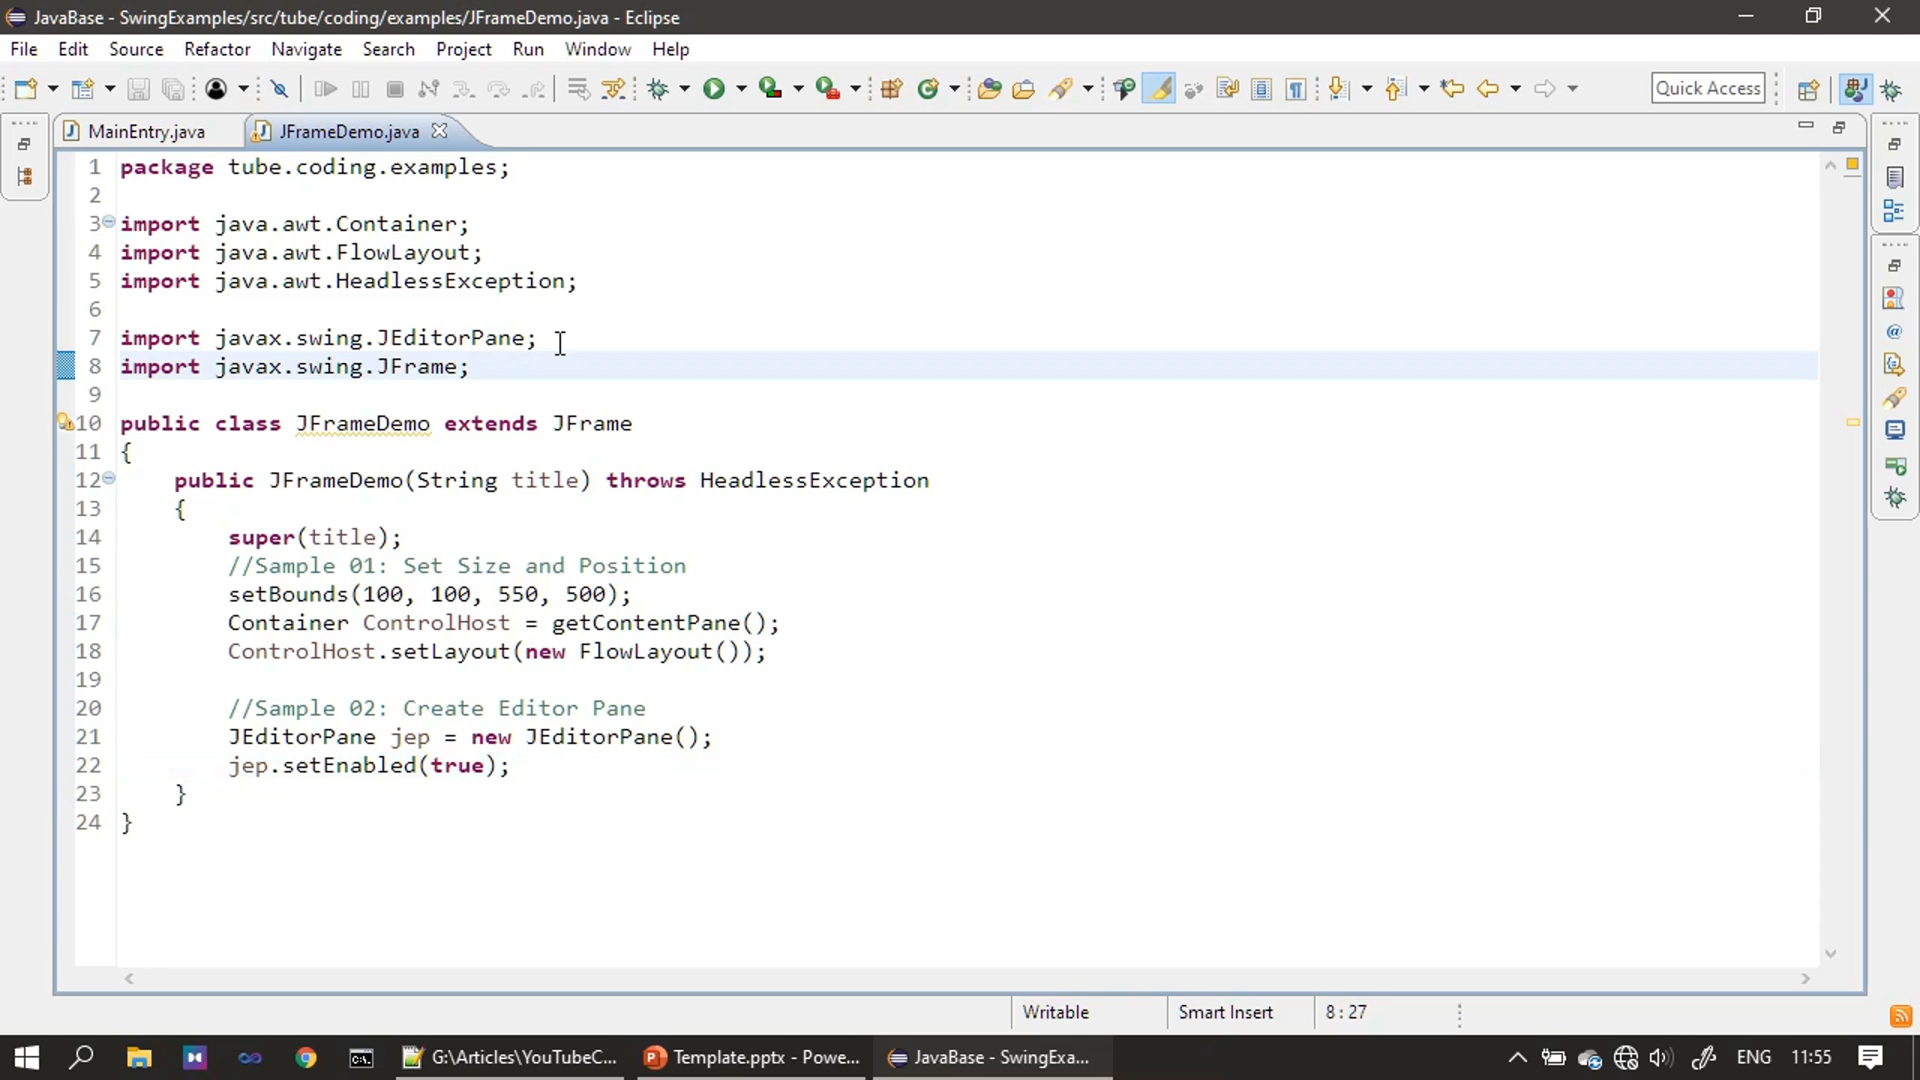 JavaBase - SwingExamples/src/tube/coding/examples/JFrameDemo.java - Eclipse
File Edit Source Refactor Navigate Search Project Run Window Help
Quick Access
MainEntry.java JFrameDemo.java
1 package tube.coding.examples;
2
3 import java.awt.Container;
4 import java.awt.FlowLayout;
5 import java.awt.HeadlessException;
6
7 import javax.swing.JEditorPane;
8 import javax.swing.JFrame;
9
10 public class JFrameDemo extends JFrame
11 {
12 public JFrameDemo(String title) throws HeadlessException
13 {
14 super(title);
15 //Sample 01: Set Size and Position
16 setBounds(100, 100, 550, 500);
17 Container ControlHost = getContentPane();
18 ControlHost.setLayout(new FlowLayout());
19
20 //Sample 02: Create Editor Pane
21 JEditorPane jep = new JEditorPane();
22 jep.setEnabled(true);
23 }
24 }
Writable Smart Insert 8 : 27
G:\Articles\YouTubeC... Template.pptx - Powe... JavaBase - SwingExa... ENG 11:55